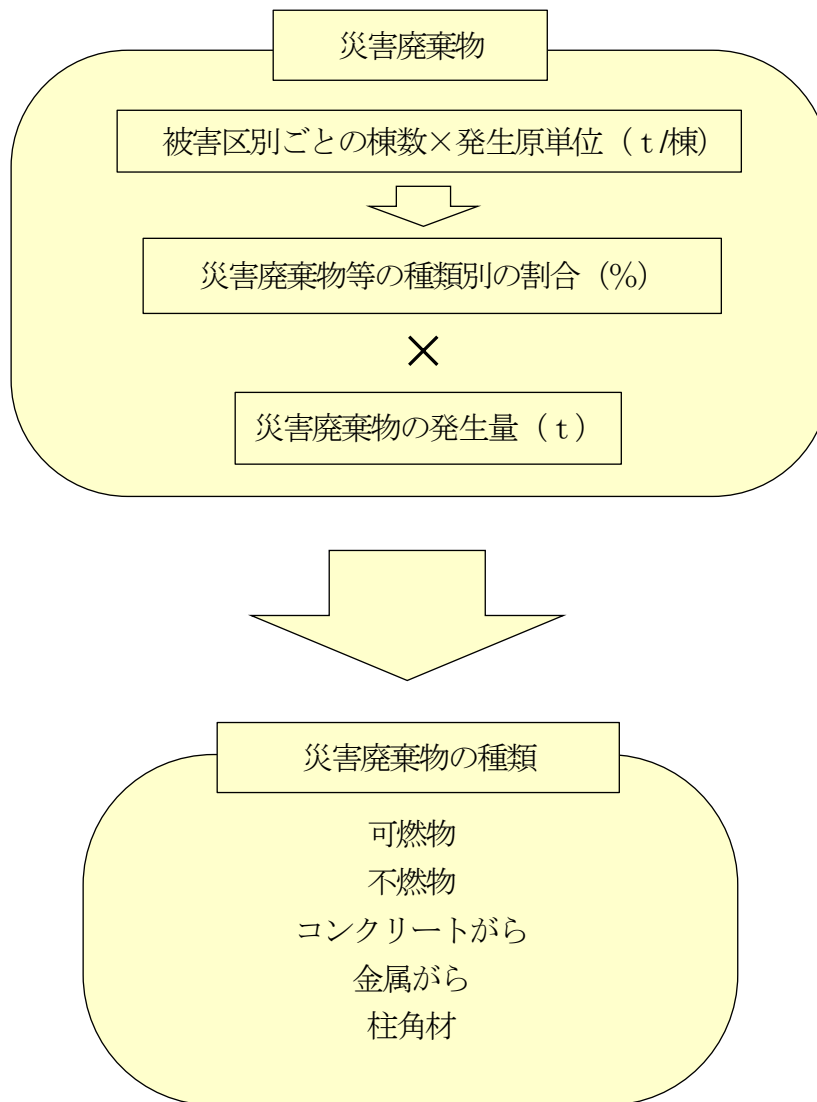 災害廃棄物
被害区別ごとの棟数×発生原単位（ｔ/棟）
災害廃棄物等の種類別の割合（%）
×
災害廃棄物の発生量（ｔ）
災害廃棄物の種類
可燃物
不燃物
コンクリートがら
金属がら
柱角材